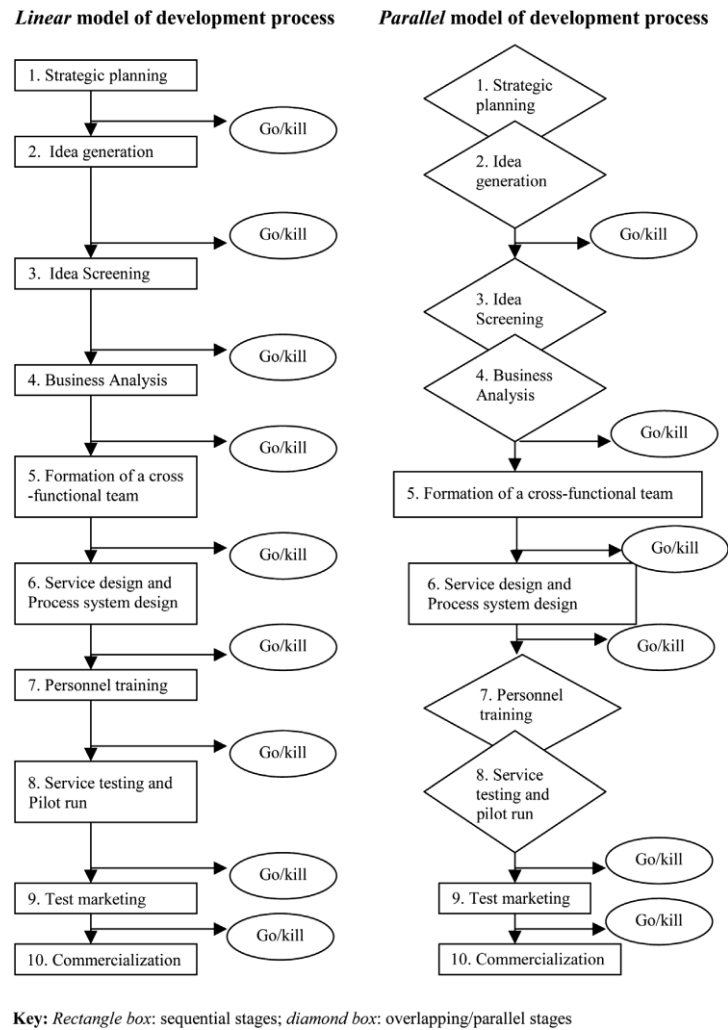 Linear model of development process
1. Strategic planning
Go/kill
2. Idea generation
Go/kill
3. Idea Screening
Go/kill
4. Business Analysis
Go/kill
5. Formation of a cross
-functional team
Go/kill
6. Service design and
Process system design
Go/kill
7. Personnel training
Go/kill
8. Service testing and
Pilot run
Go/kill
9. Test marketing
Go/kill
10. Commercialization
Parallel model of development process
1. Strategic
planning
2. Idea
generation
Go/kill
3. Idea
Screening
4. Business
Analysis
Go/kill
5. Formation of a cross-functional team
Go/kill
6. Service design and
Process system design
Go/kill
7. Personnel
training
8. Service
testing and
pilot run
Go/kill
9. Test marketing
Go/kill
10. Commercialization
Key: Rectangle box: sequential stages; diamond box: overlapping/parallel stages